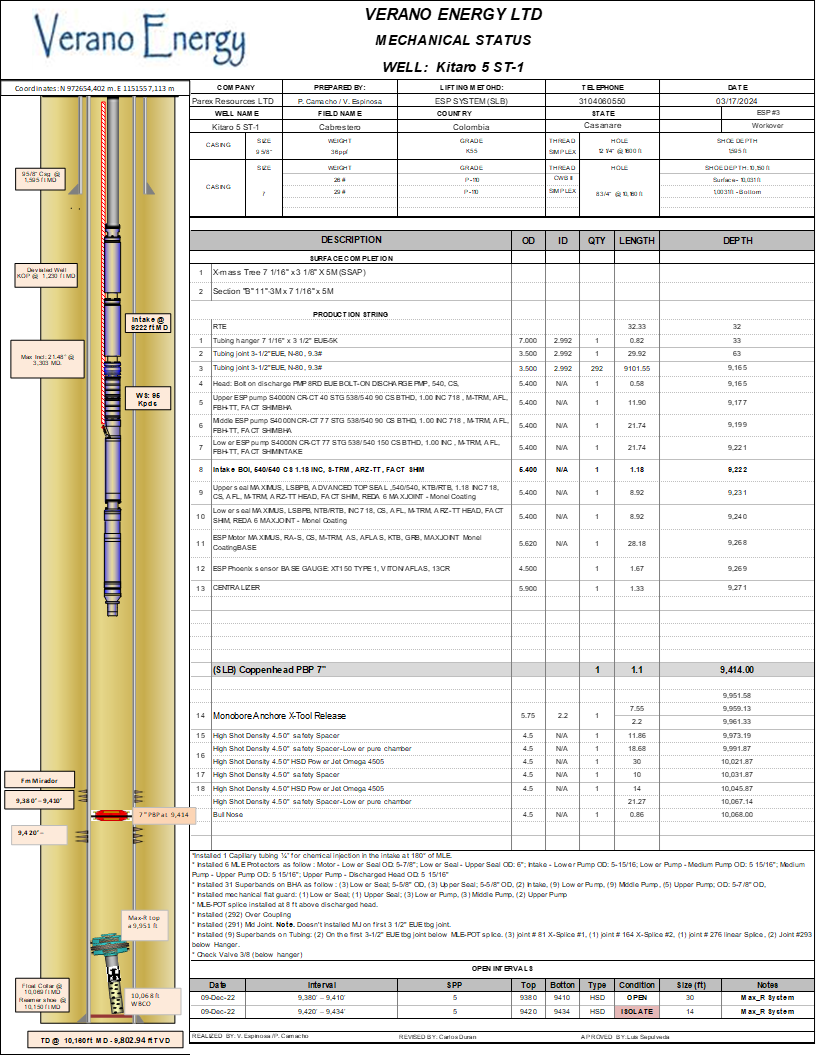 VERANO ENERGY LTD
Verano Energy
MECHANICAL STATUS
WELL: Kitaro 5 ST-1
Coordinates: N 972654,402 m. E 1151557,113 m
COMPANY PREPARED BY: LIFTING METOHD: TELEPHONE DATE
Parex Resources LTD P. Camacho / V. Espinosa ESP SYSTEM (SLB) 3104060550 03/17/2024
WELL NAME FIELD NAME COUNTRY STATE ESP #3
Kitaro 5 ST-1 Cabrestero Colombia Casanare Workover
CASING SIZE WEIGHT GRADE THREAD HOLE SHOE DEPTH
9 5/8" 36ppf K55 SIMPLEX 12 1/4" @1600 ft 1,595 ft
CASING SIZE WEIGHT GRADE THREAD HOLE SHOE DEPTH: 10,150 ft
7 26 # P-110 CWB II Surface - 10,031 ft
29 # P-110 SIMPLEX 8 3/4" @ 10,160 ft 1,0031 ft - Bottom
9 5/8" Csg @
1,595 ft MD
Deviated Well
KOP @ 1,230 ft MD
Intake @
9222 ft MD
Max Incl: 21.48° @
3,303 MD.
WS: 95
Kpds
Fm Mirador
9,380´ – 9,410´
7" PBP at 9,414
9,420´ –
Max-R top
a 9,951 ft
Float Collar @
10,069 ft MD
Reamer shoe @
10,150 ft MD
10,068 ft
WBCO
TD @ 10,160 ft MD - 9,802.94 ft TVD
DESCRIPTION OD ID QTY LENGTH DEPTH
SURFACE COMPLETION
1 X-mass Tree 7 1/16" x 3 1/8" X 5M (SSAP)
2 Section "B" 11"-3M x 7 1/16" x 5M
PRODUCTION STRING
RTE 32.33 32
1 Tubing hanger 7 1/16" x 3 1/2" EUE-5K 7.000 2.992 1 0.82 33
2 Tubing joint 3-1/2"EUE, N-80, 9.3# 3.500 2.992 1 29.92 63
3 Tubing joint 3-1/2"EUE, N-80, 9.3# 3.500 2.992 292 9101.55 9,165
4 Head: Bolt on discharge PMP 8RD EUE BOLT-ON DISCHARGE PMP, 540, CS, 5.400 N/A 1 0.58 9,165
5 Upper ESP pump S4000N CR-CT 40 STG 538/540 90 CS BTHD, 1.00 INC 718 , M-TRM, AFL,
FBH-TT, FACT SHIMBHA 5.400 N/A 1 11.90 9,177
6 Middle ESP pump S4000N CR-CT 77 STG 538/540 90 CS BTHD, 1.00 INC 718 , M-TRM, AFL,
FBH-TT, FACT SHIMBHA 5.400 N/A 1 21.74 9,199
7 Lower ESP pump S4000N CR-CT 77 STG 538/540 150 CS BTHD, 1.00 INC , M-TRM, AFL,
FBH-TT, FACT SHIMINTAKE 5.400 N/A 1 21.74 9,221
8 Intake BOI, 540/540 CS 1.18 INC, S-TRM , ARZ-TT, FACT SHIM 5.400 N/A 1 1.18 9,222
9 Upper seal MAXIMUS, LSBPB, ADVANCED TOP SEAL ,540/540, KTB/RTB, 1.18 INC718,
CS, AFL, M-TRM, ARZ-TT HEAD, FACT SHIM, REDA 6 MAXJOINT - Monel Coating 5.400 N/A 1 8.92 9,231
10 Lower seal MAXIMUS, LSBPB, NTB/RTB, INC718, CS, AFL, M-TRM, ARZ-TT HEAD, FACT
SHIM, REDA 6 MAXJOINT - Monel Coating 5.400 N/A 1 8.92 9,240
11 ESP Motor MAXIMUS, RA-S, CS, M-TRM, AS, AFLAS, KTB, GRB, MAXJOINT Monel
CoatingBASE 5.620 N/A 1 28.18 9,268
12 ESP Phoenix sensor BASE GAUGE: XT150 TYPE 1, VITON/AFLAS, 13CR 4.500 1 1.67 9,269
13 CENTRALIZER 5.900 1 1.33 9,271
(SLB) Coppenhead PBP 7" 1 1.1 9,414.00
9,951.58
14 Monobore Anchore X-Tool Release 5.75 2.2 1 7.55 9,959.13
2.2 9,961.33
15 High Shot Density 4.50" safety Spacer 4.5 N/A 1 11.86 9,973.19
16 High Shot Density 4.50" safety Spacer-Lower pure chamber 4.5 N/A 1 18.68 9,991.87
High Shot Density 4.50" HSD Power Jet Omega 4505 4.5 N/A 1 30 10,021.87
17 High Shot Density 4.50" safety Spacer 4.5 N/A 1 10 10,031.87
18 High Shot Density 4.50" HSD Power Jet Omega 4505 4.5 N/A 1 14 10,045.87
High Shot Density 4.50" safety Spacer-Lower pure chamber 4.5 N/A 21.27 10,067.14
Bull Nose 4.5 N/A 1 0.86 10,068.00
*Installed 1 Capillary tubing ¼" for chemical injection in the intake at 180° of MLE.
* Installed 6 MLE Protectors as follow : Motor - Lower Seal OD: 5-7/8"; Lower Seal - Upper Seal OD: 6"; Intake - Lower Pump OD: 5-15/16; Lower Pump - Medium Pump OD: 5 15/16"; Medium
Pump - Upper Pump OD: 5 15/16"; Upper Pump - Discharged Head OD: 5 15/16"
* Installed 31 Superbands on BHA as follow : (3) Lower Seal; 5-5/8" OD, (3) Upper Seal; 5-5/8 OD, (2) Intake, (9) Lower Pump, (9) Middle Pump , (5) Upper Pump; OD: 5-7/8 OD,
* Installed mechanical flat guard: (1) Lower Seal, (1) Upper Seal, (3) Lower Pump, (3) Middle Pump, (2) Upper Pump
* MLE-POT splice installed at 8 ft above discharged head.
* Installed (292) Over Coupling
* Installed (291) Mid Joint. Note. Doesn't installed MJ on first 3 1/2" EUE tbg joint.
* Installed (9) Superbands on Tubing: (2) On the first 3-1/2" EUE tbg joint below MLE-POT splice. (3) joint # 81 X-Splice #1, (1) joint # 164 X-Splice #2, (1) joint # 276 linear Splice , (2) Joint #293
below Hanger.
* Check Valve 3/8 (below hanger)
OPEN INTERVALS
Date Interval SPP Top Botton Type Condition Size (ft) Notes
09-Dec-22 9,380' – 9,410' 5 9380 9410 HSD OPEN 30 Max_R System
09-Dec-22 9,420' – 9,434' 5 9420 9434 HSD ISOLATE 14 Max_R System
REALIZED BY: V. Espinosa /P. Camacho REVISED BY: Carlos Duran APPROVED BY: Luis Sepulveda